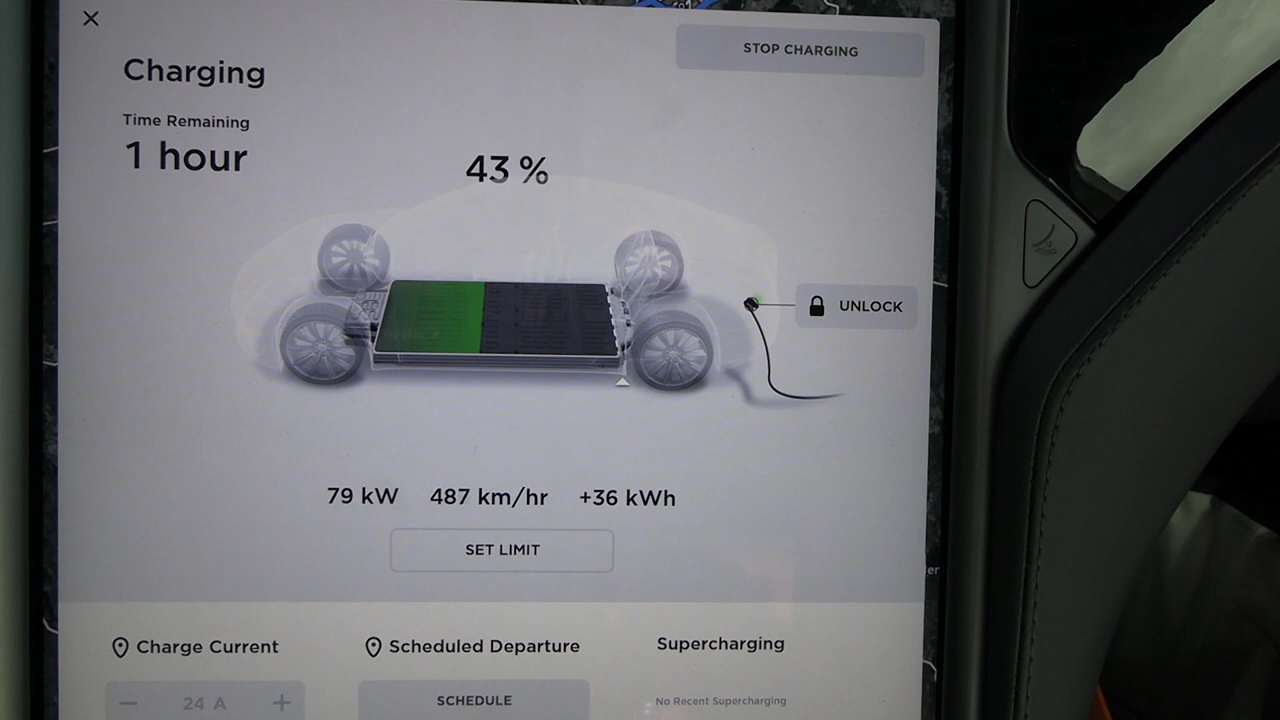 Charging
STOP CHARGING
Time Remaining
1 hour
43 %
UNLOCK
79 kW 487 km/hr +36 kWh
SET LIMIT
Charge Current Scheduled Departure Supercharging
24 A SCHEDULE No Recent Supercharging